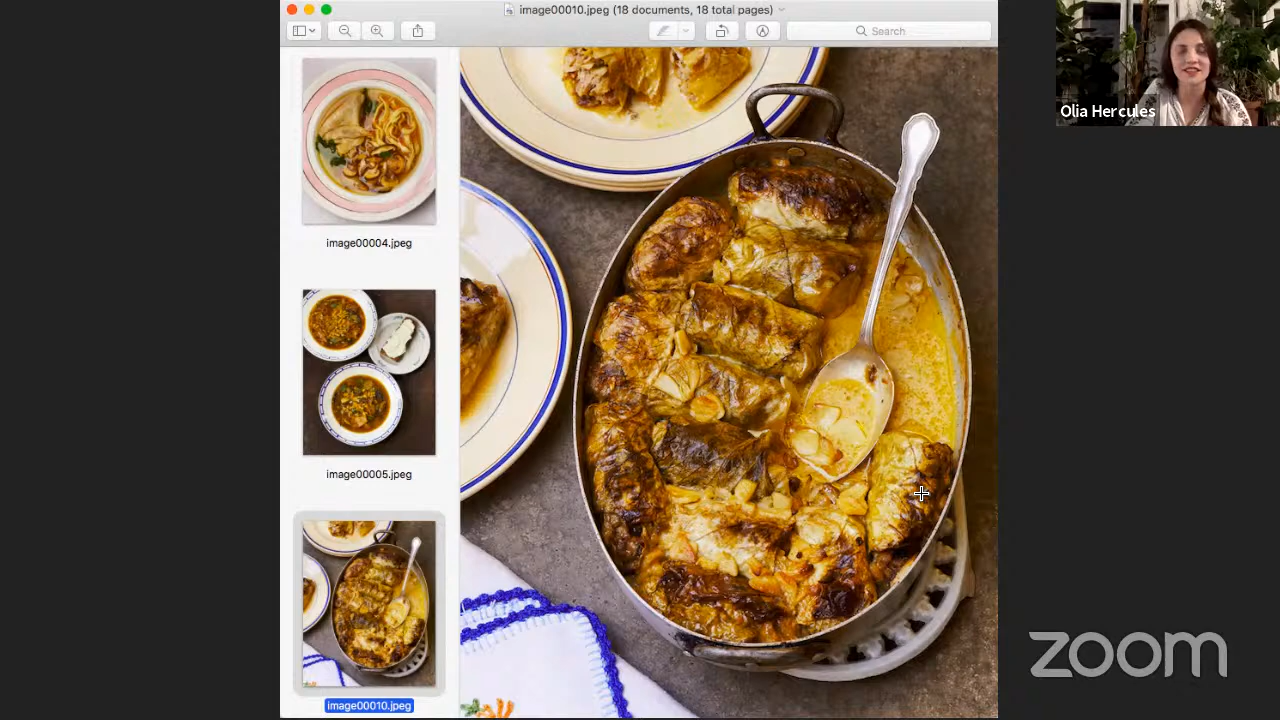 image00010.jpeg (18 documents, 18 total pages)
Search
image00004.jpeg
image00005.jpeg
image00010.jpeg
Olia Hercules
zoom